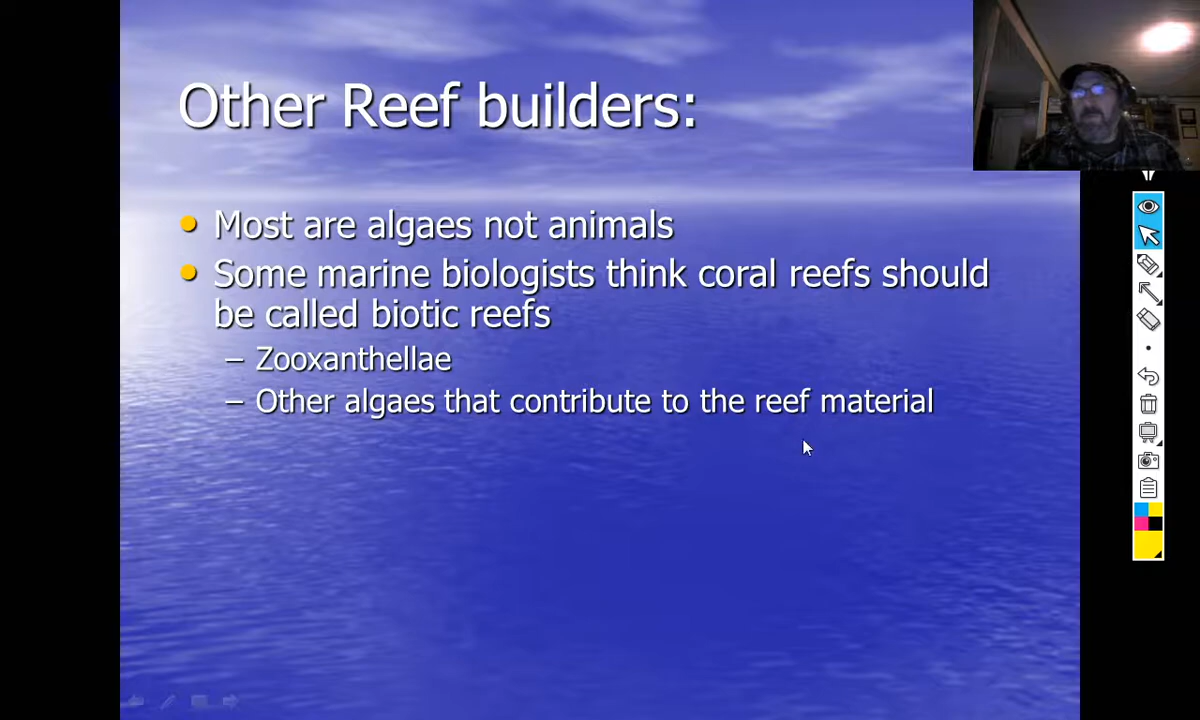 Other Reef builders:
Most are algaes not animals
Some marine biologists think coral reefs should
be called biotic reefs
– Zooxanthellae
– Other algaes that contribute to the reef material